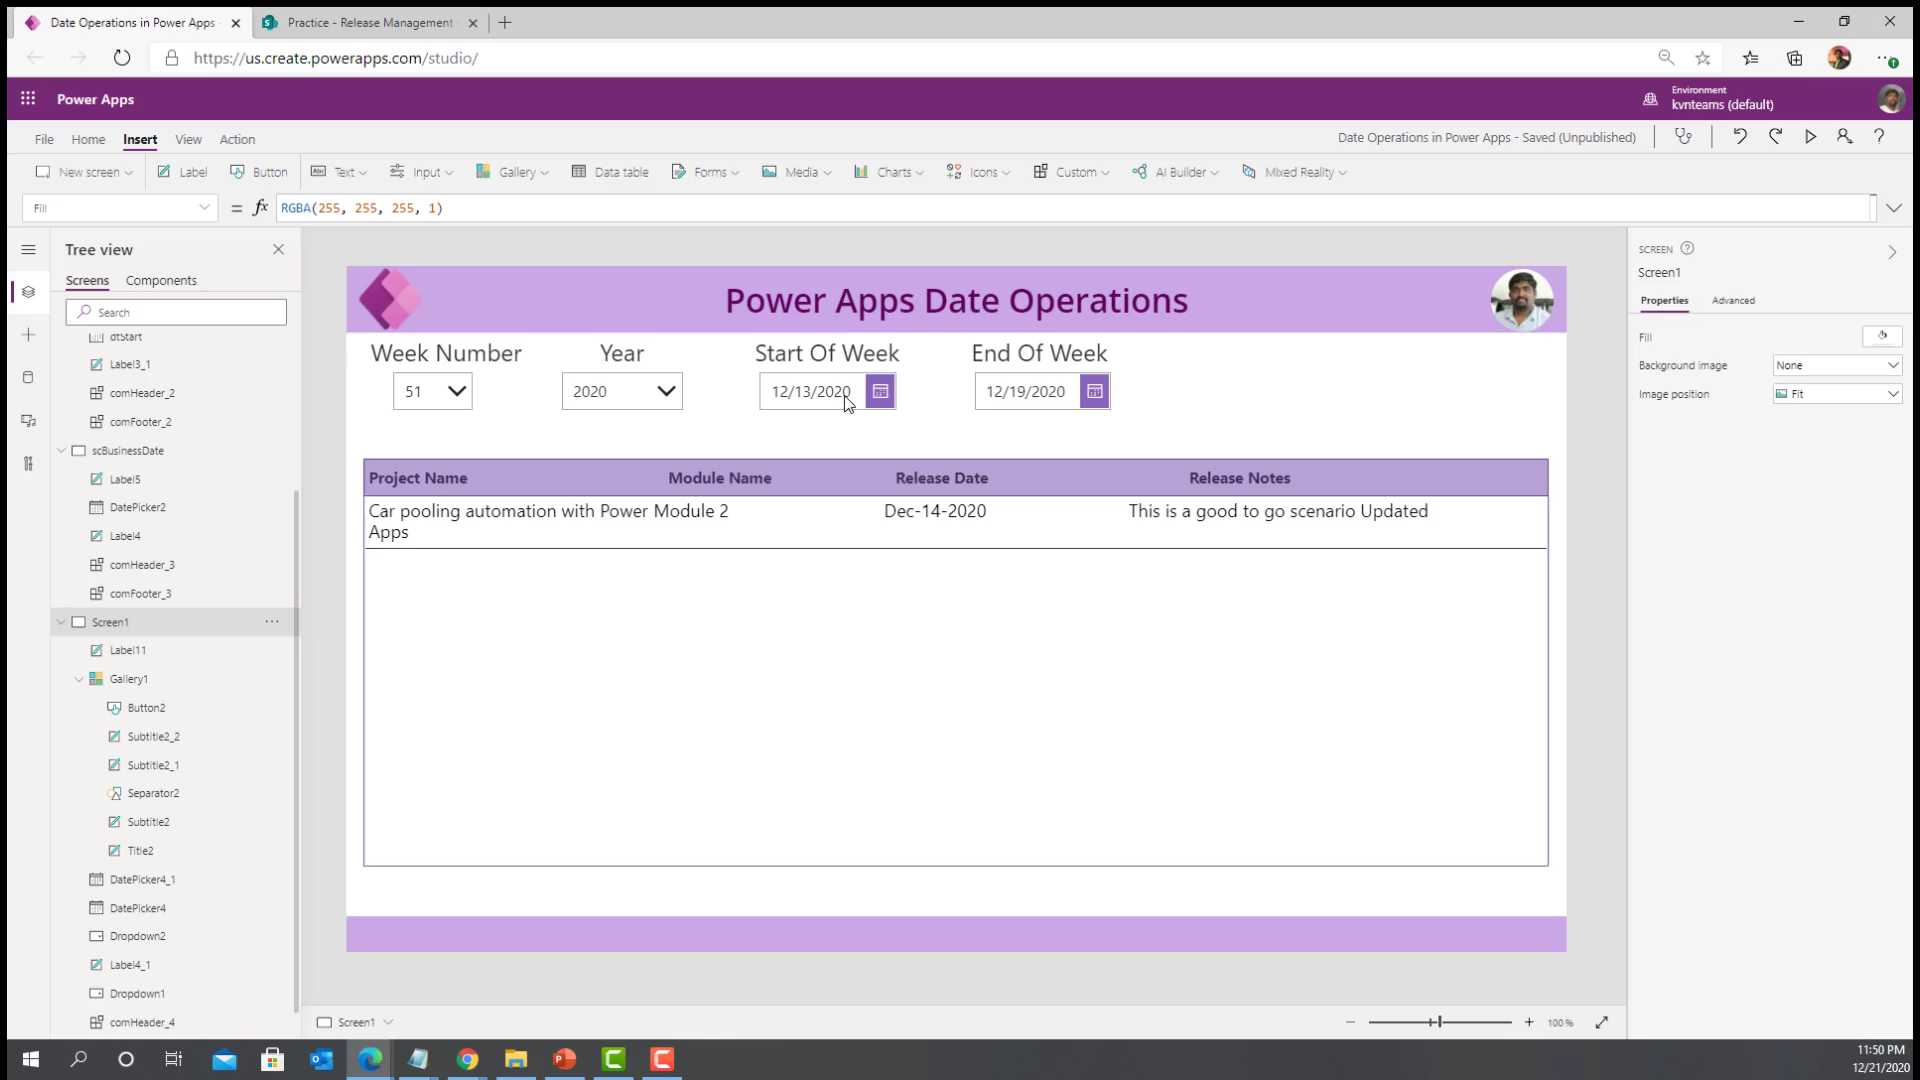 Date Operations in Power Apps -
Practice - Release Management
https://us.create.powerapps.com/studio/
Power Apps
Environment
kvnteams (default)
File Home Insert View Action
Date Operations in Power Apps - Saved (Unpublished)
New screen Label Button Text Input Gallery Data table Forms Media Charts Icons Custom AI Builder Mixed Reality
Fill = fx RGBA(255, 255, 255, 1)
Tree view
Screens Components
Search
dtStart
Label3_1
comHeader_2
comFooter_2
scBusinessDate
Label5
DatePicker2
Label4
comHeader_3
comFooter_3
Screen1
Label11
Gallery1
Button2
Subtitle2_2
Subtitle2_1
Separator2
Subtitle2
Title2
DatePicker4_1
DatePicker4
Dropdown2
Label4_1
Dropdown1
comHeader_4
Power Apps Date Operations
Week Number Year Start Of Week End Of Week
51 2020 12/13/2020 12/19/2020
Project Name Module Name Release Date Release Notes
Car pooling automation with Power Module 2 Dec-14-2020 This is a good to go scenario Updated
Apps
SCREEN
Screen1
Properties Advanced
Fill
Background image None
Image position Fit
Screen1
100 %
11:50 PM
12/21/2020